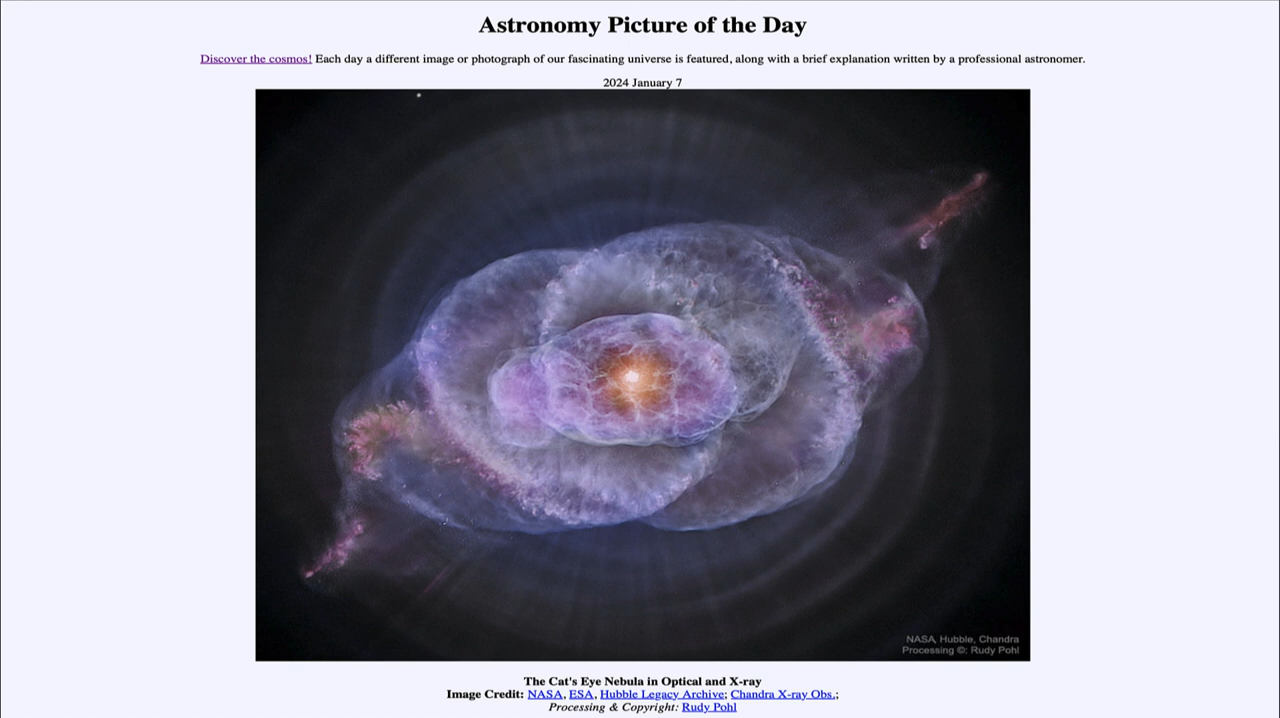 Astronomy Picture of the Day
Discover the cosmos! Each day a different image or photograph of our fascinating universe is featured, along with a brief explanation written by a professional astronomer.
2024 January 7
NASA, Hubble, Chandra
Processing ©: Rudy Pohl
The Cat's Eye Nebula in Optical and X-ray
Image Credit: NASA, ESA, Hubble Legacy Archive; Chandra X-ray Obs.;
Processing & Copyright: Rudy Pohl